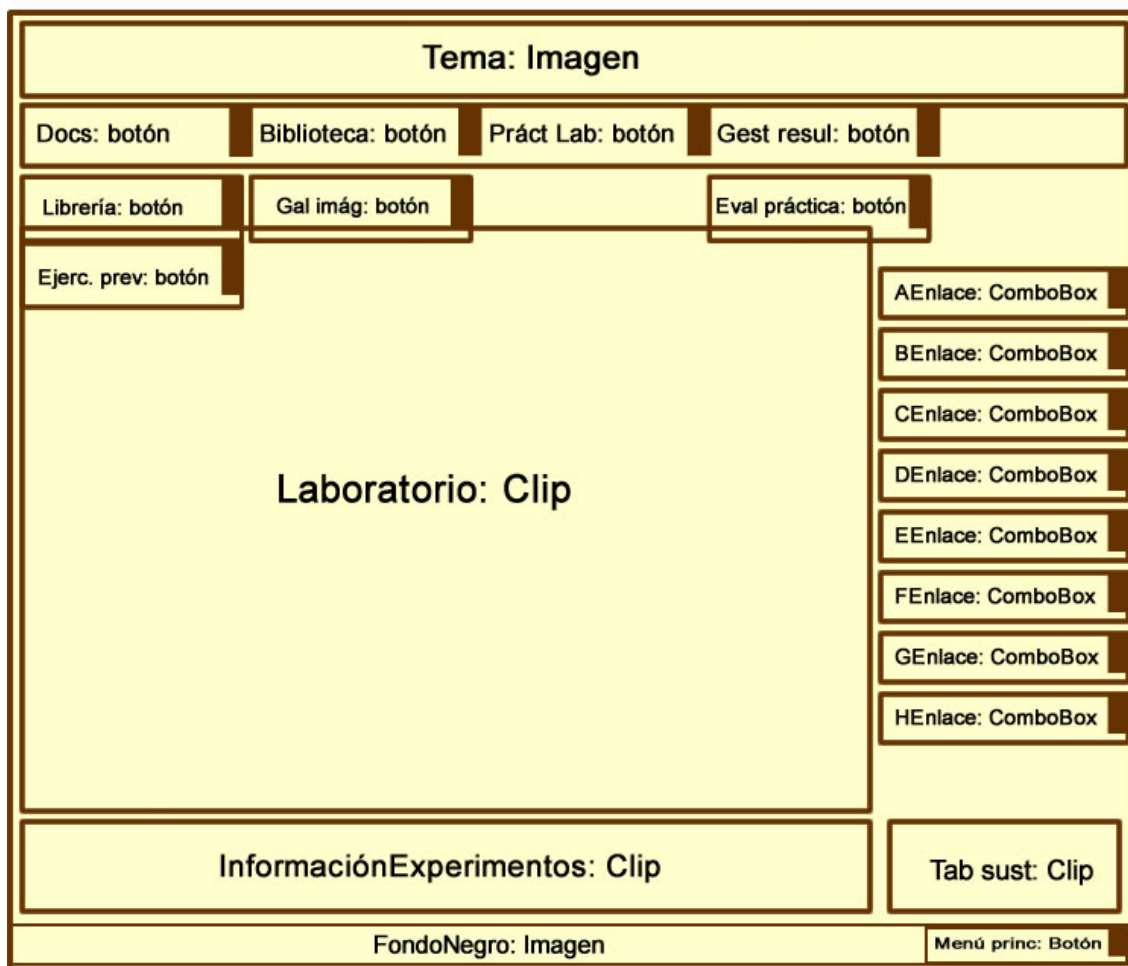 Tema: Imagen
Docs: botón
Biblioteca: botón
Práct Lab: botón
Gest resul: botón
Librería: botón
Gal imág: botón
Eval práctica: botón
Ejerc. prev: botón
AEnlace: ComboBox
BEnlace: ComboBox
CEnlace: ComboBox
DEnlace: ComboBox
EEnlace: ComboBox
FEnlace: ComboBox
GEnlace: ComboBox
HEnlace: ComboBox
Laboratorio: Clip
InformaciónExperimentos: Clip
Tab sust: Clip
FondoNegro: Imagen
Menú princ: Botón